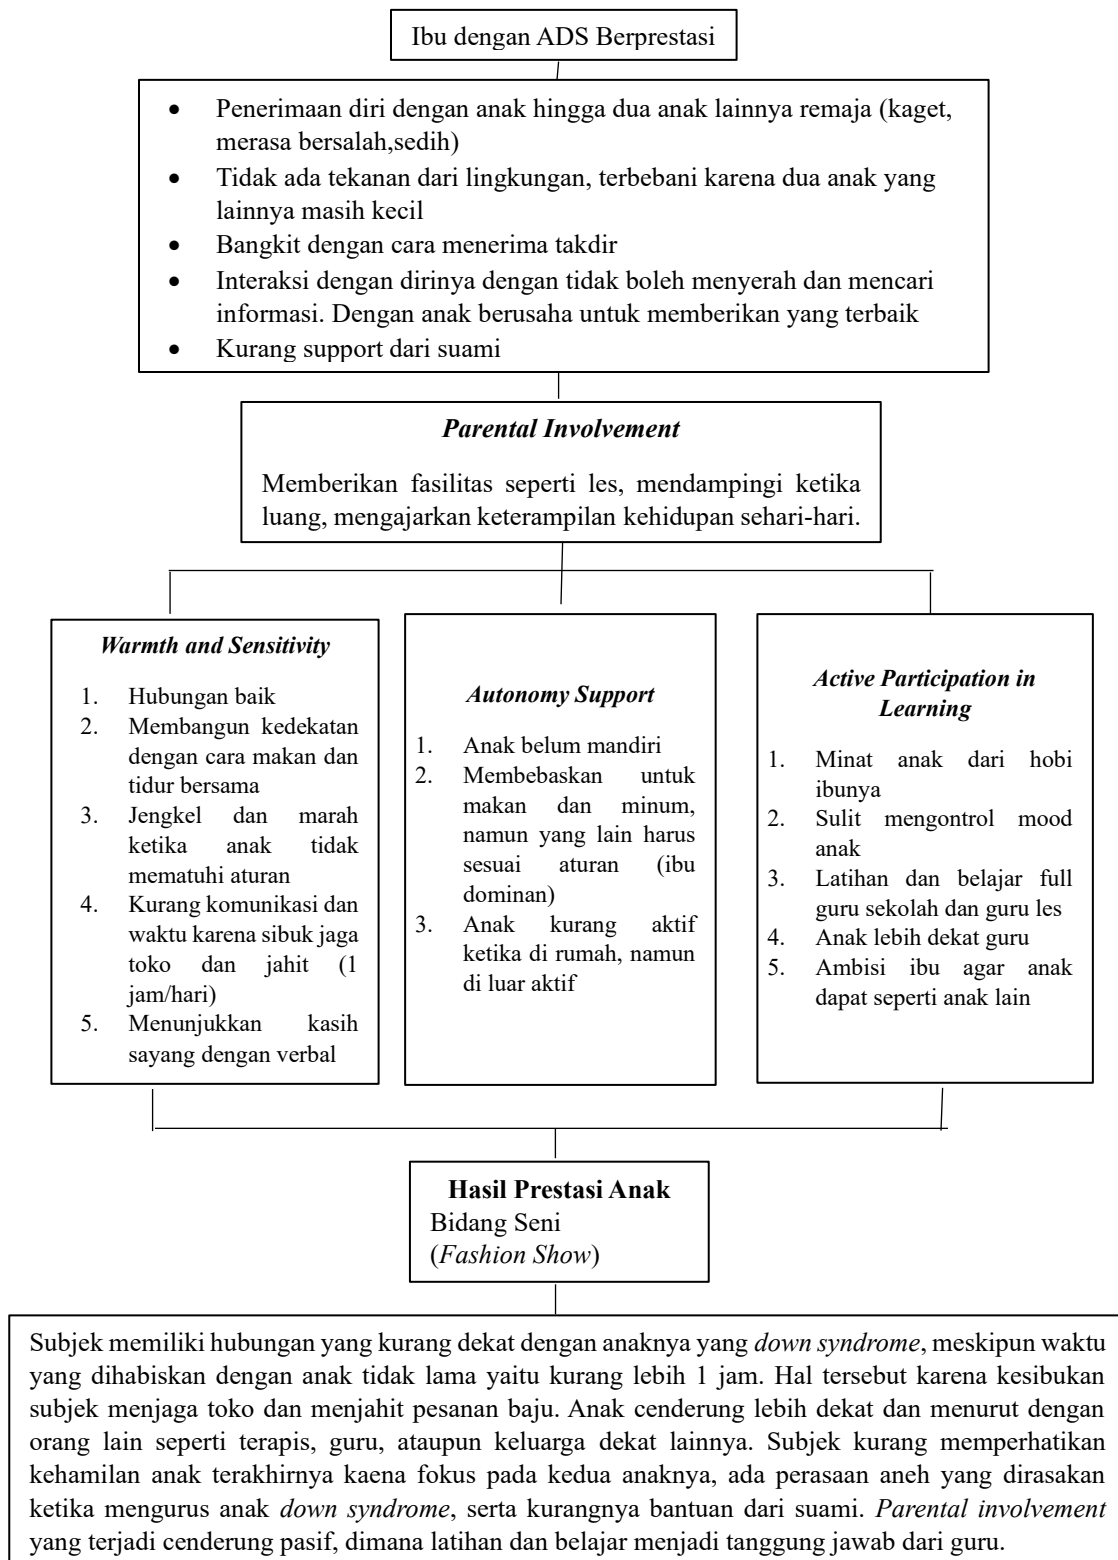 Ibu dengan ADS Berprestasi
• Penerimaan diri dengan anak hingga dua anak lainnya remaja (kaget,
merasa bersalah,sedih)
• Tidak ada tekanan dari lingkungan, terbebani karena dua anak yang
lainnya masih kecil
• Bangkit dengan cara menerima takdir
• Interaksi dengan dirinya dengan tidak boleh menyerah dan mencari
informasi. Dengan anak berusaha untuk memberikan yang terbaik
• Kurang support dari suami
Parental Involvement
Memberikan fasilitas seperti les, mendampingi ketika
luang, mengajarkan keterampilan kehidupan sehari-hari.
Warmth and Sensitivity
1. Hubungan baik
2. Membangun kedekatan
dengan cara makan dan
tidur bersama
3. Jengkel dan marah
ketika anak tidak
mematuhi aturan
4. Kurang komunikasi dan
waktu karena sibuk jaga
toko dan jahit (1
jam/hari)
5. Menunjukkan kasih
sayang dengan verbal
Autonomy Support
1. Anak belum mandiri
2. Membebaskan untuk
makan dan minum,
namun yang lain harus
sesuai aturan (ibu
dominan)
3. Anak kurang aktif
ketika di rumah, namun
di luar aktif
Active Participation in
Learning
1. Minat anak dari hobi
ibunya
2. Sulit mengontrol mood
anak
3. Latihan dan belajar full
guru sekolah dan guru les
4. Anak lebih dekat guru
5. Ambisi ibu agar anak
dapat seperti anak lain
Hasil Prestasi Anak
Bidang Seni
(Fashion Show)
Subjek memiliki hubungan yang kurang dekat dengan anaknya yang down syndrome, meskipun waktu
yang dihabiskan dengan anak tidak lama yaitu kurang lebih 1 jam. Hal tersebut karena kesibukan
subjek menjaga toko dan menjahit pesanan baju. Anak cenderung lebih dekat dan menurut dengan
orang lain seperti terapis, guru, ataupun keluarga dekat lainnya. Subjek kurang memperhatikan
kehamilan anak terakhirnya kaena fokus pada kedua anaknya, ada perasaan aneh yang dirasakan
ketika mengurus anak down syndrome, serta kurangnya bantuan dari suami. Parental involvement
yang terjadi cenderung pasif, dimana latihan dan belajar menjadi tanggung jawab dari guru.